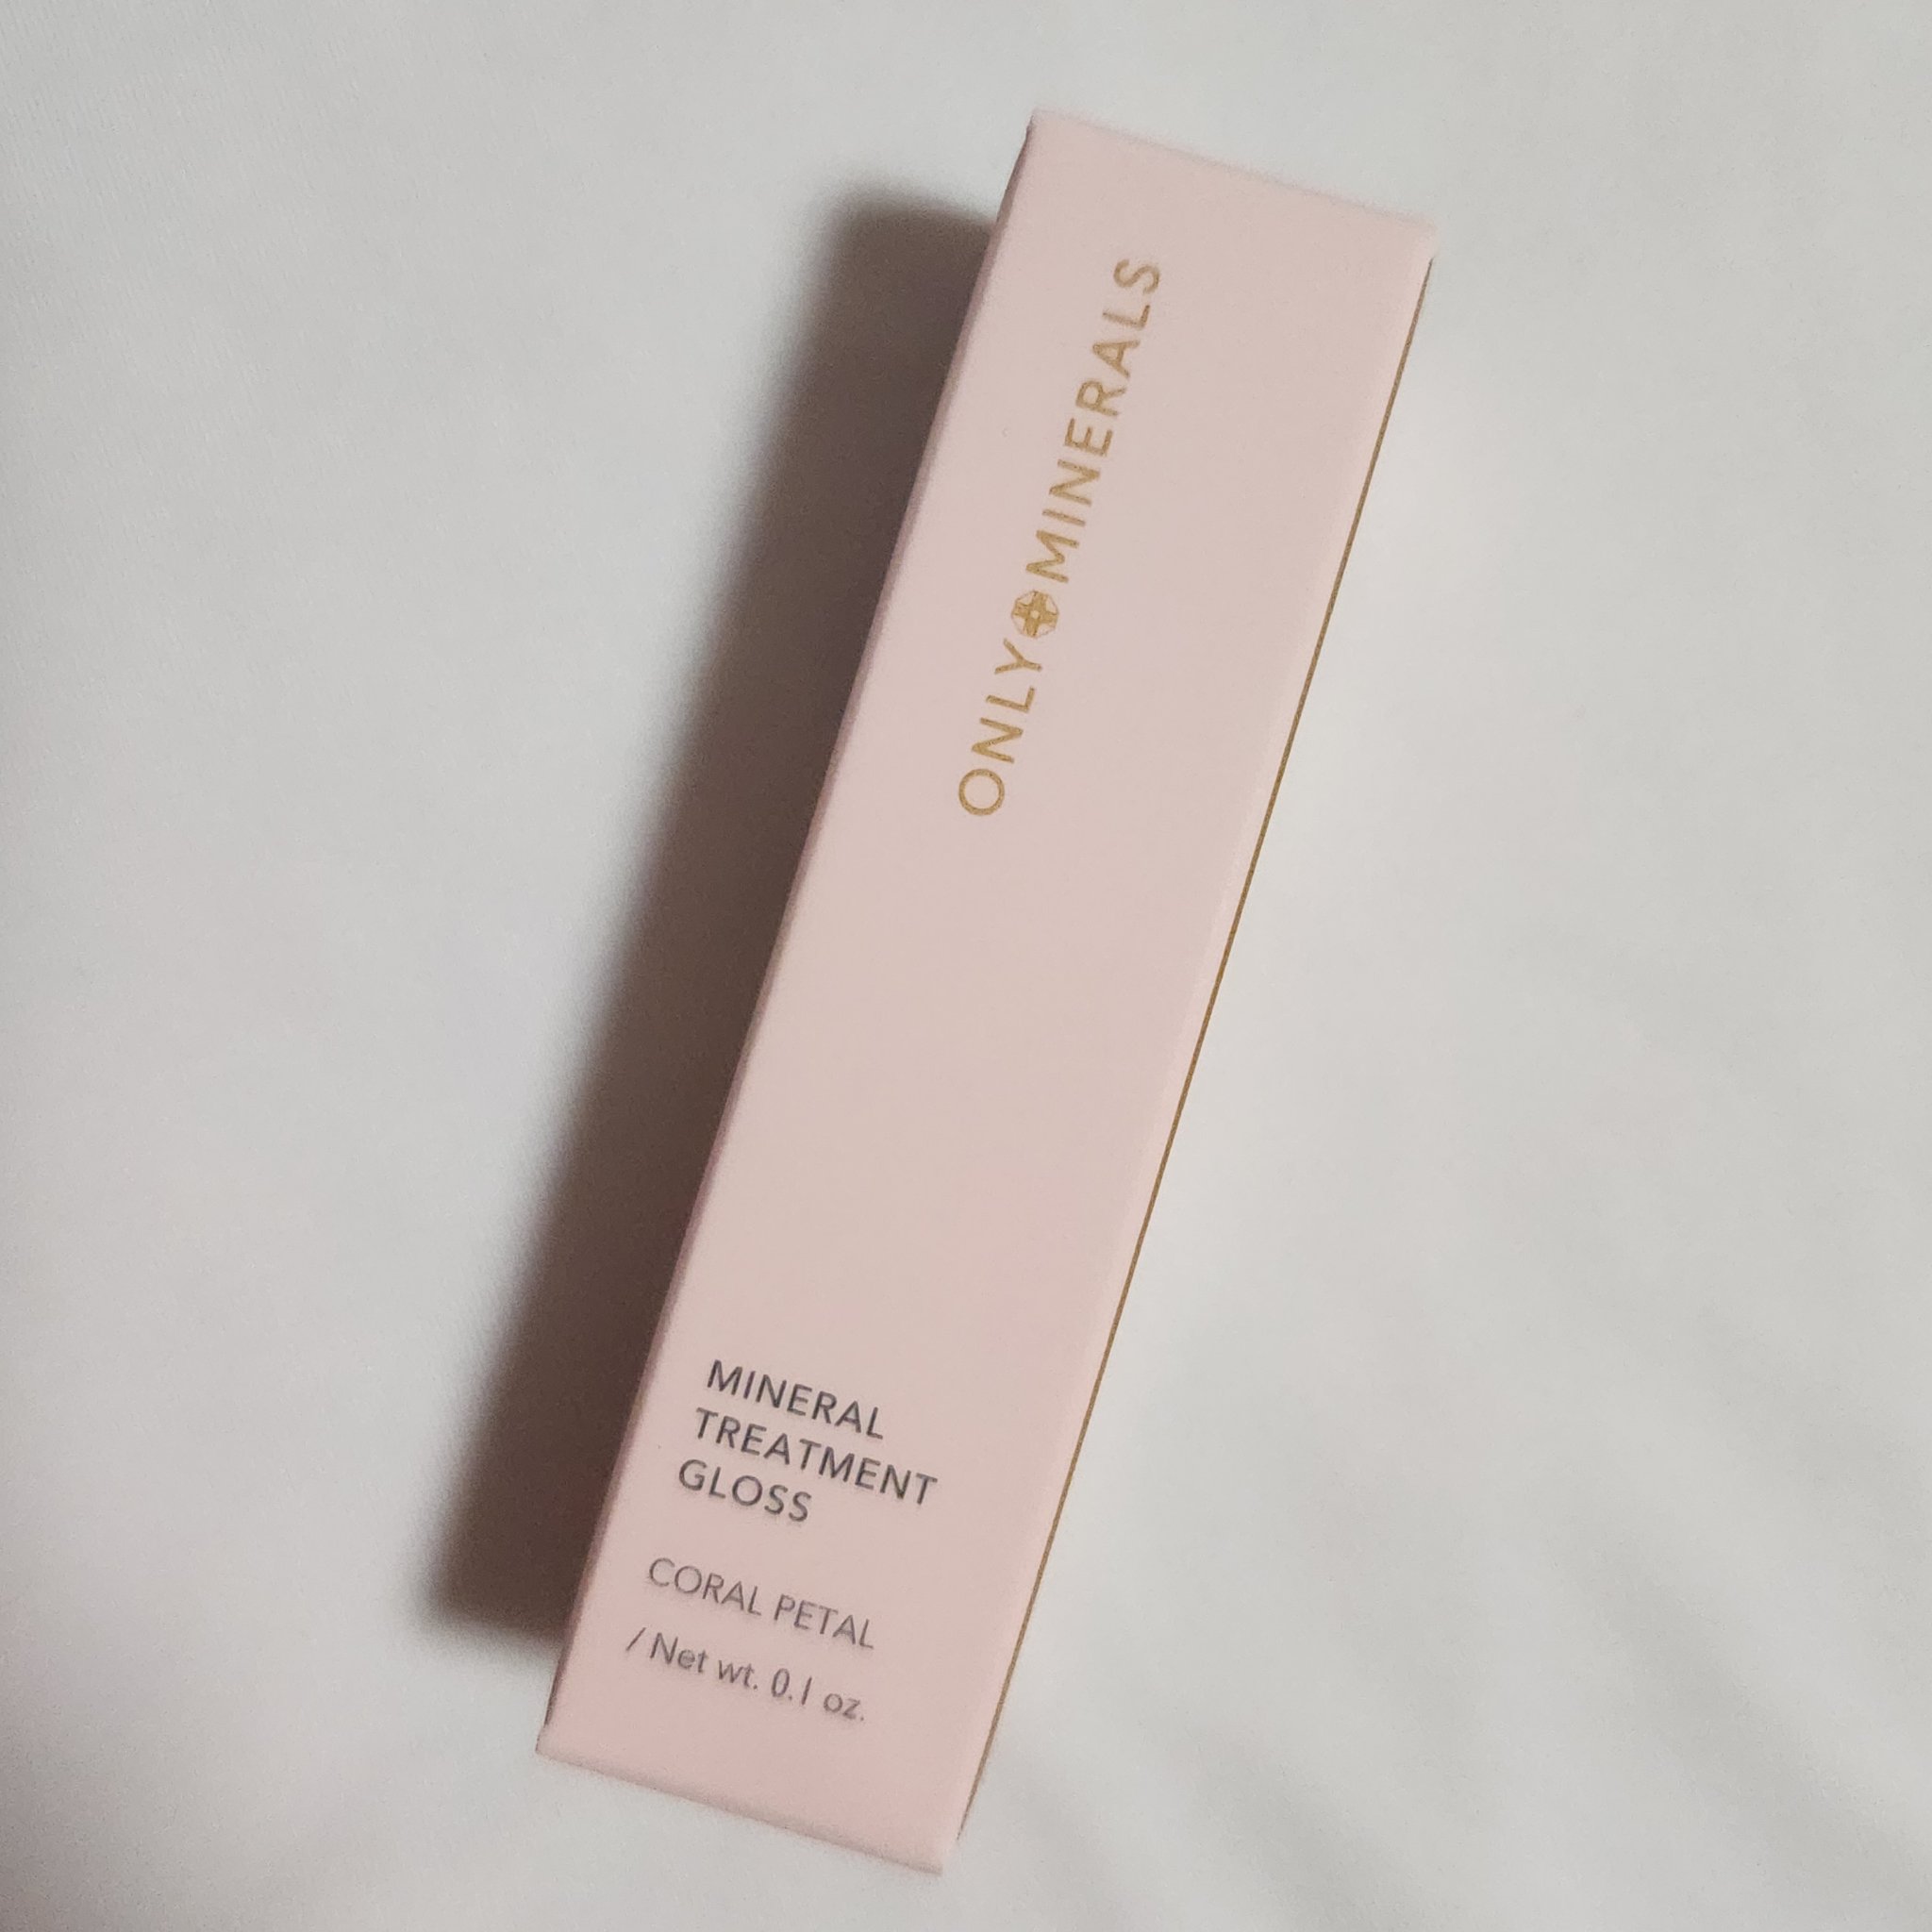 ONLY MINERALS
MINERAL
TREATMENT
GLOSS
CORAL PETAL
/ Net wt. 0.1 oz.